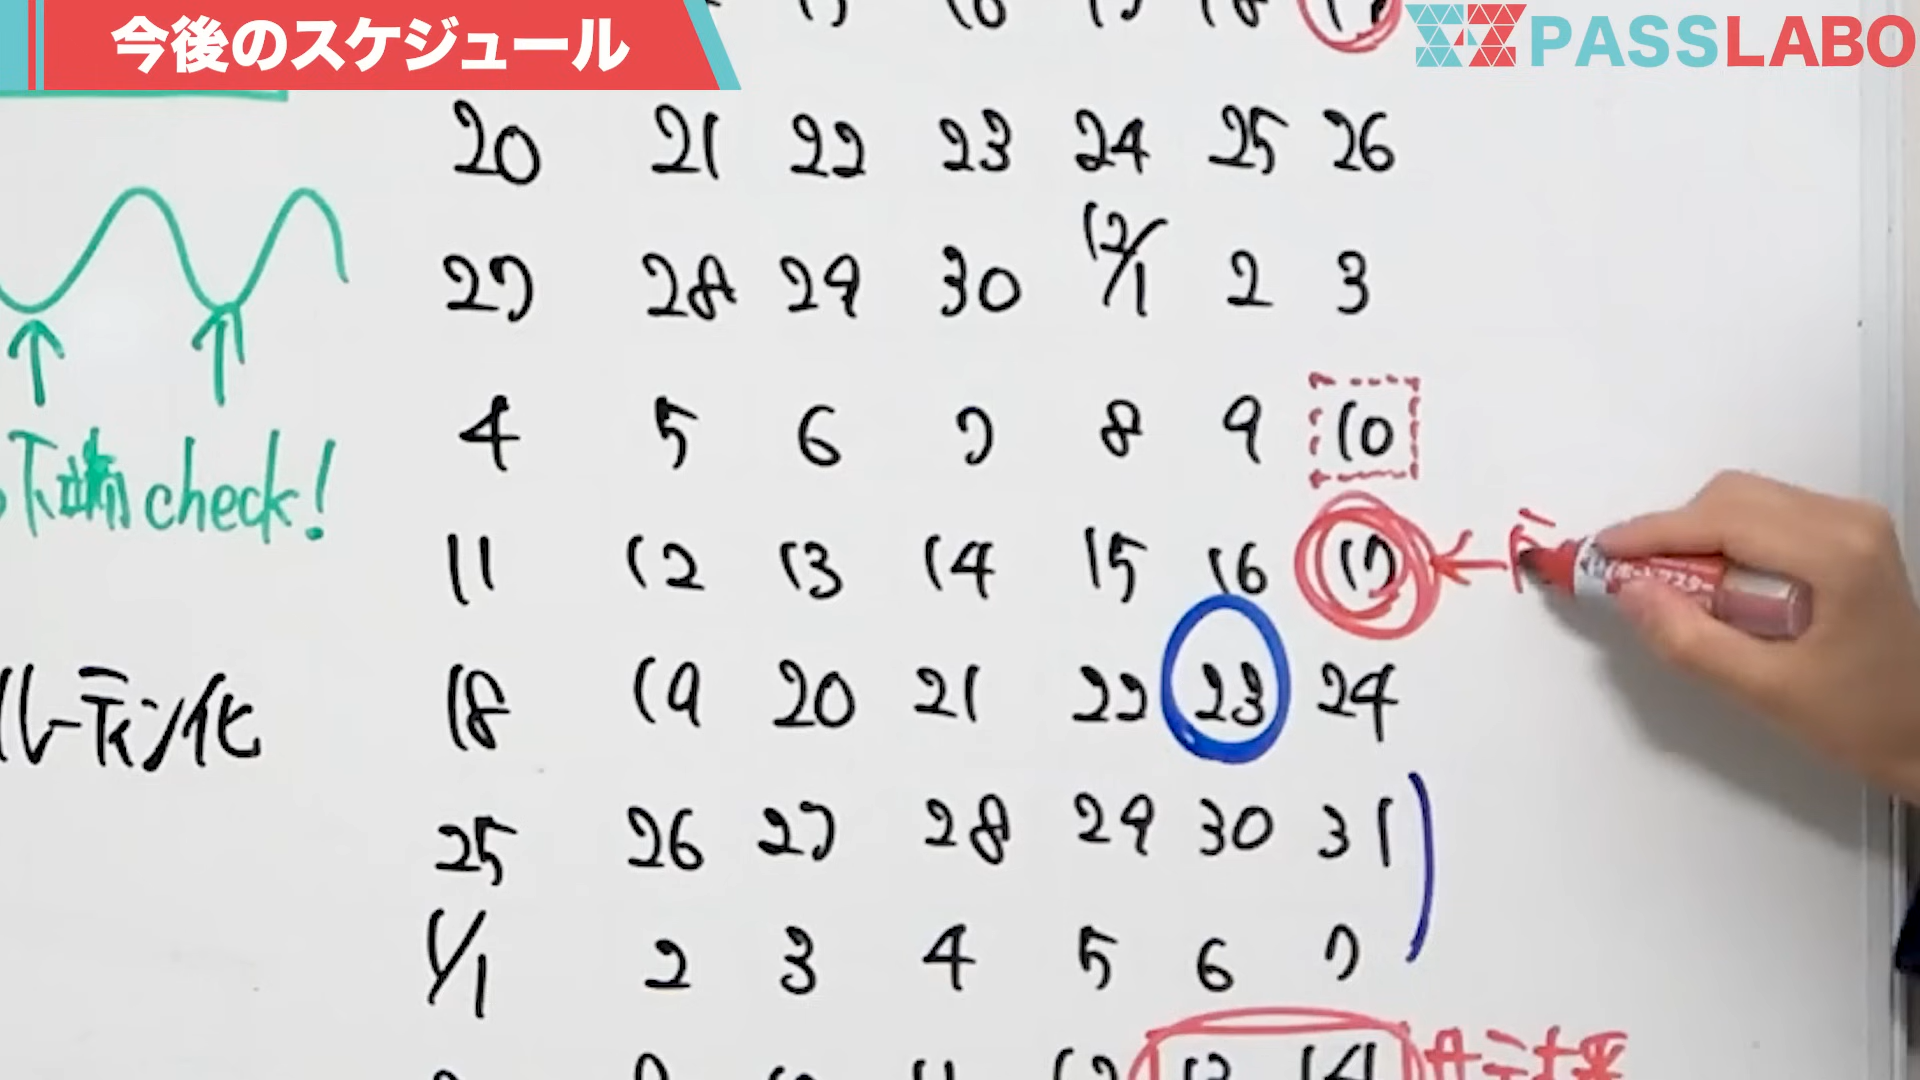 今後のスケジュール
PASSLABO
20 21 22 23 24 25 26
27 28 29 30 12/1 2 3
4 5 6 7 8 9 10
下端check!
11 12 13 14 15 16 17
ルーティン化
18 19 20 21 22 23 24
25 26 27 28 29 30 31
1/1 2 3 4 5 6 7